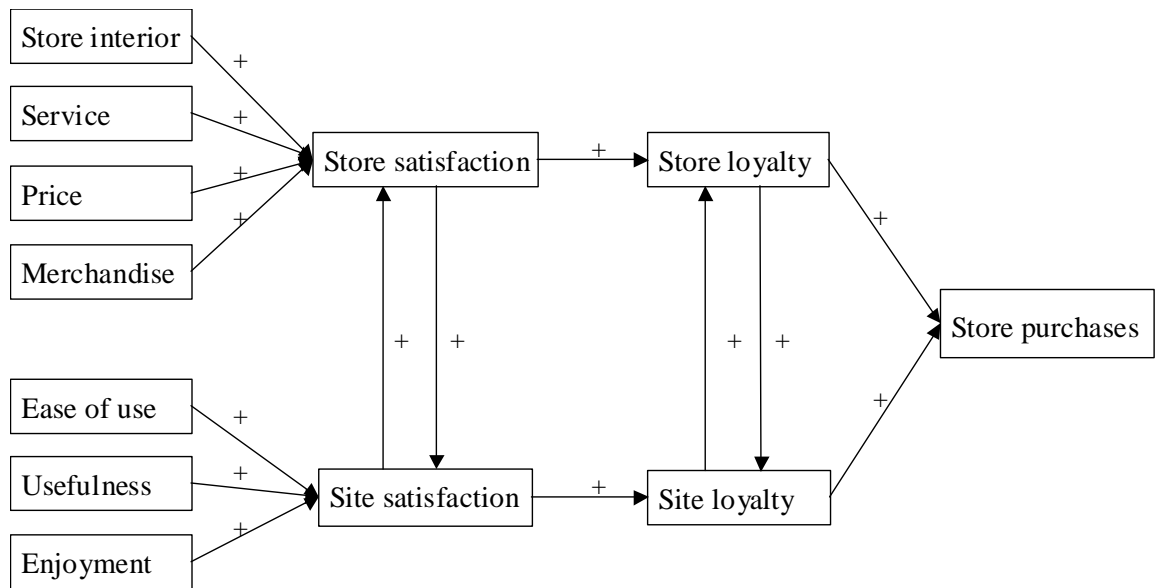 Store interior
+
Service
+
Store satisfaction
+
Store loyalty
Price
+
+
+
Merchandise
Store purchases
+
+
+
+
Ease of use
+
+
Usefulness
+
Site satisfaction
+
Site loyalty
+
Enjoyment